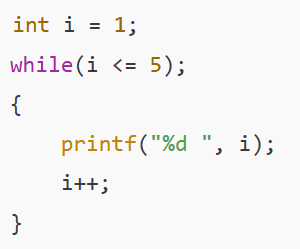 int i = 1;
while(i <= 5);
{
    printf("%d ", i);
    i++;
}